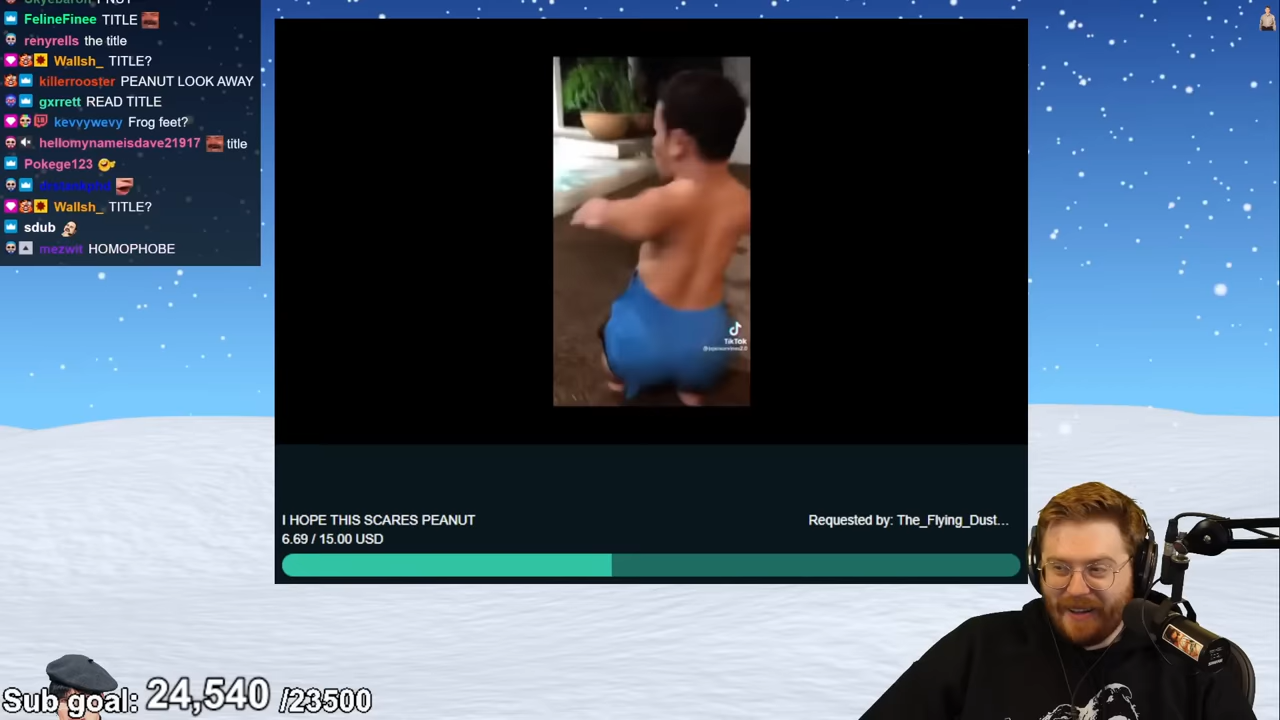 FelineFinee TITLE
renyrells the title
Wallsh_ TITLE?
killerrooster PEANUT LOOK AWAY
gxrrett READ TITLE
kevyywevy Frog feet?
hellomynameisdave21917 title
Pokege123
Wallsh_ TITLE?
sdub
mezwit HOMOPHOBE
TikTok
I HOPE THIS SCARES PEANUT
Requested by: The_Flying_Dust...
6.69 / 15.00 USD
Sub goal: 24,540 /23500